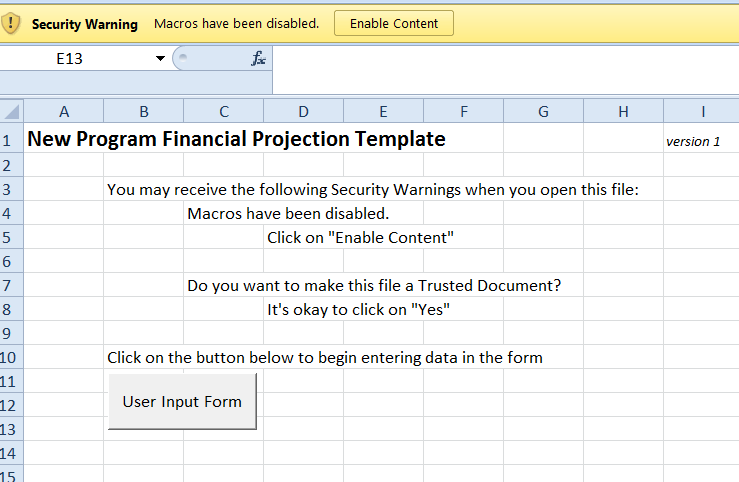 ! Security Warning Macros have been disabled. Enable Content
E13 fx
A B C D E F G H I
1 New Program Financial Projection Template version 1
2
3 You may receive the following Security Warnings when you open this file:
4 Macros have been disabled.
5 Click on "Enable Content"
6
7 Do you want to make this file a Trusted Document?
8 It's okay to click on "Yes"
9
10 Click on the button below to begin entering data in the form
11
12 User Input Form
13
14
15